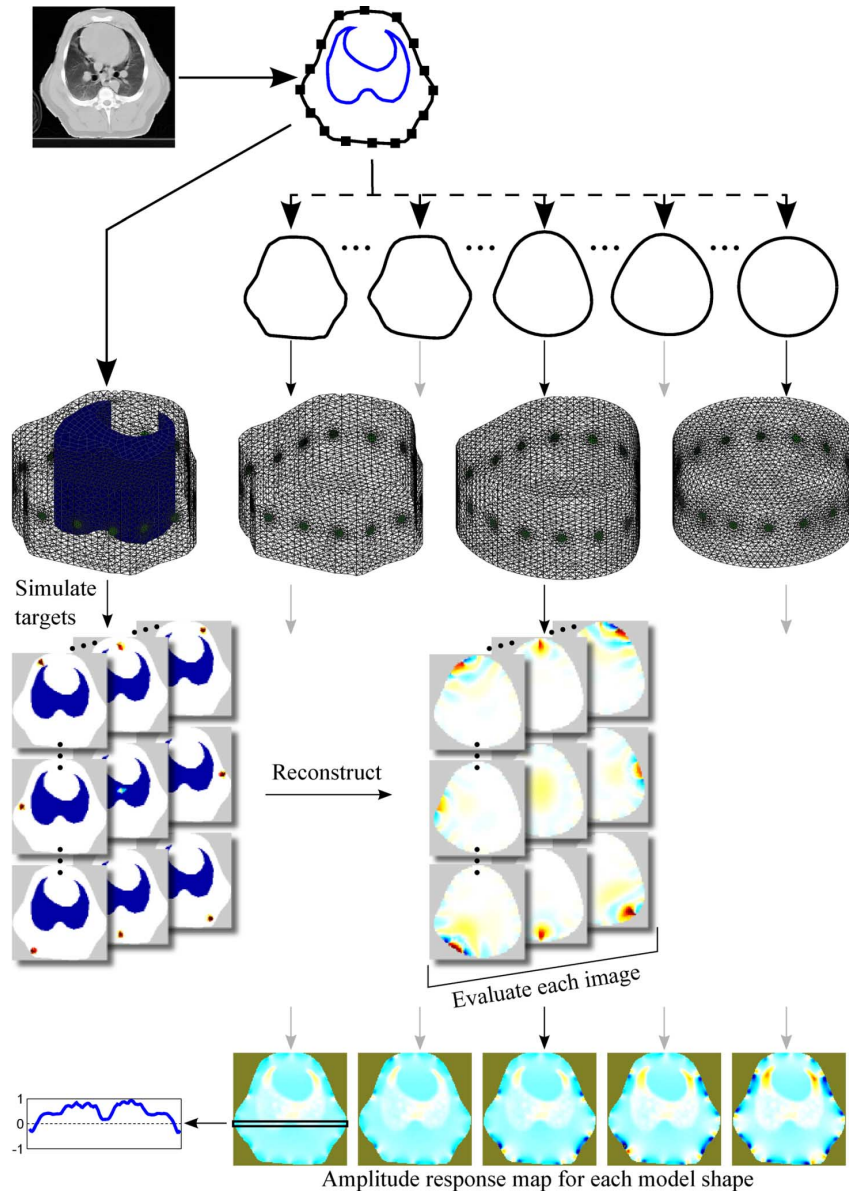 Simulate
targets
Reconstruct
Evaluate each image
1
0
-1
Amplitude response map for each model shape